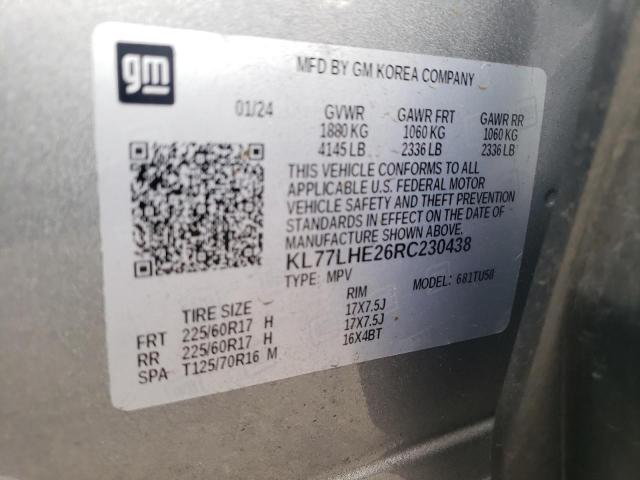 gm
MFD BY GM KOREA COMPANY
01/24 GVWR GAWR FRT GAWR RR
1880 KG 1060 KG 1060 KG
4145 LB 2336 LB 2336 LB
THIS VEHICLE CONFORMS TO ALL
APPLICABLE U.S. FEDERAL MOTOR
VEHICLE SAFETY AND THEFT PREVENTION
STANDARDS IN EFFECT ON THE DATE OF
MANUFACTURE SHOWN ABOVE.
KL77LHE26RC230438
TYPE: MPV MODEL: 681TU58
TIRE SIZE RIM
FRT 225/60R17 H 17X7.5J
RR 225/60R17 H 17X7.5J
SPA T125/70R16 M 16X4BT